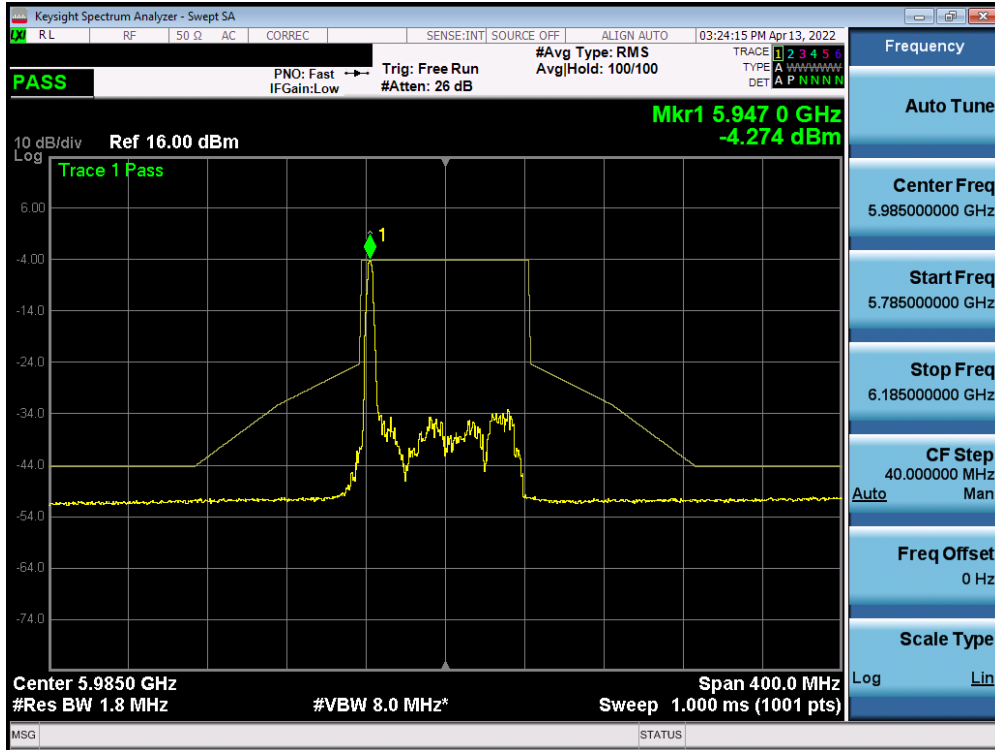 Keysight Spectrum Analyzer - Swept SA
LXI RL RF 50 Ω AC CORREC SENSE:INT SOURCE OFF ALIGN AUTO 03:24:15 PM Apr 13, 2022
Frequency
#Avg Type: RMS TRACE 1 2 3 4 5 6
PASS PNO: Fast Trig: Free Run Avg|Hold: 100/100 TYPE A WWWWW
IFGain:Low #Atten: 26 dB DET A P N N N N
Auto Tune
Mkr1 5.947 0 GHz
-4.274 dBm
10 dB/div Ref 16.00 dBm
Log
Trace 1 Pass
1
6.00
-4.00
-14.0
-24.0
-34.0
-44.0
-54.0
-64.0
-74.0
Center Freq
5.985000000 GHz
Start Freq
5.785000000 GHz
Stop Freq
6.185000000 GHz
CF Step
40.000000 MHz
Auto Man
Freq Offset
0 Hz
Scale Type
Log Lin
Center 5.9850 GHz Span 400.0 MHz
#Res BW 1.8 MHz #VBW 8.0 MHz* Sweep 1.000 ms (1001 pts)
MSG STATUS